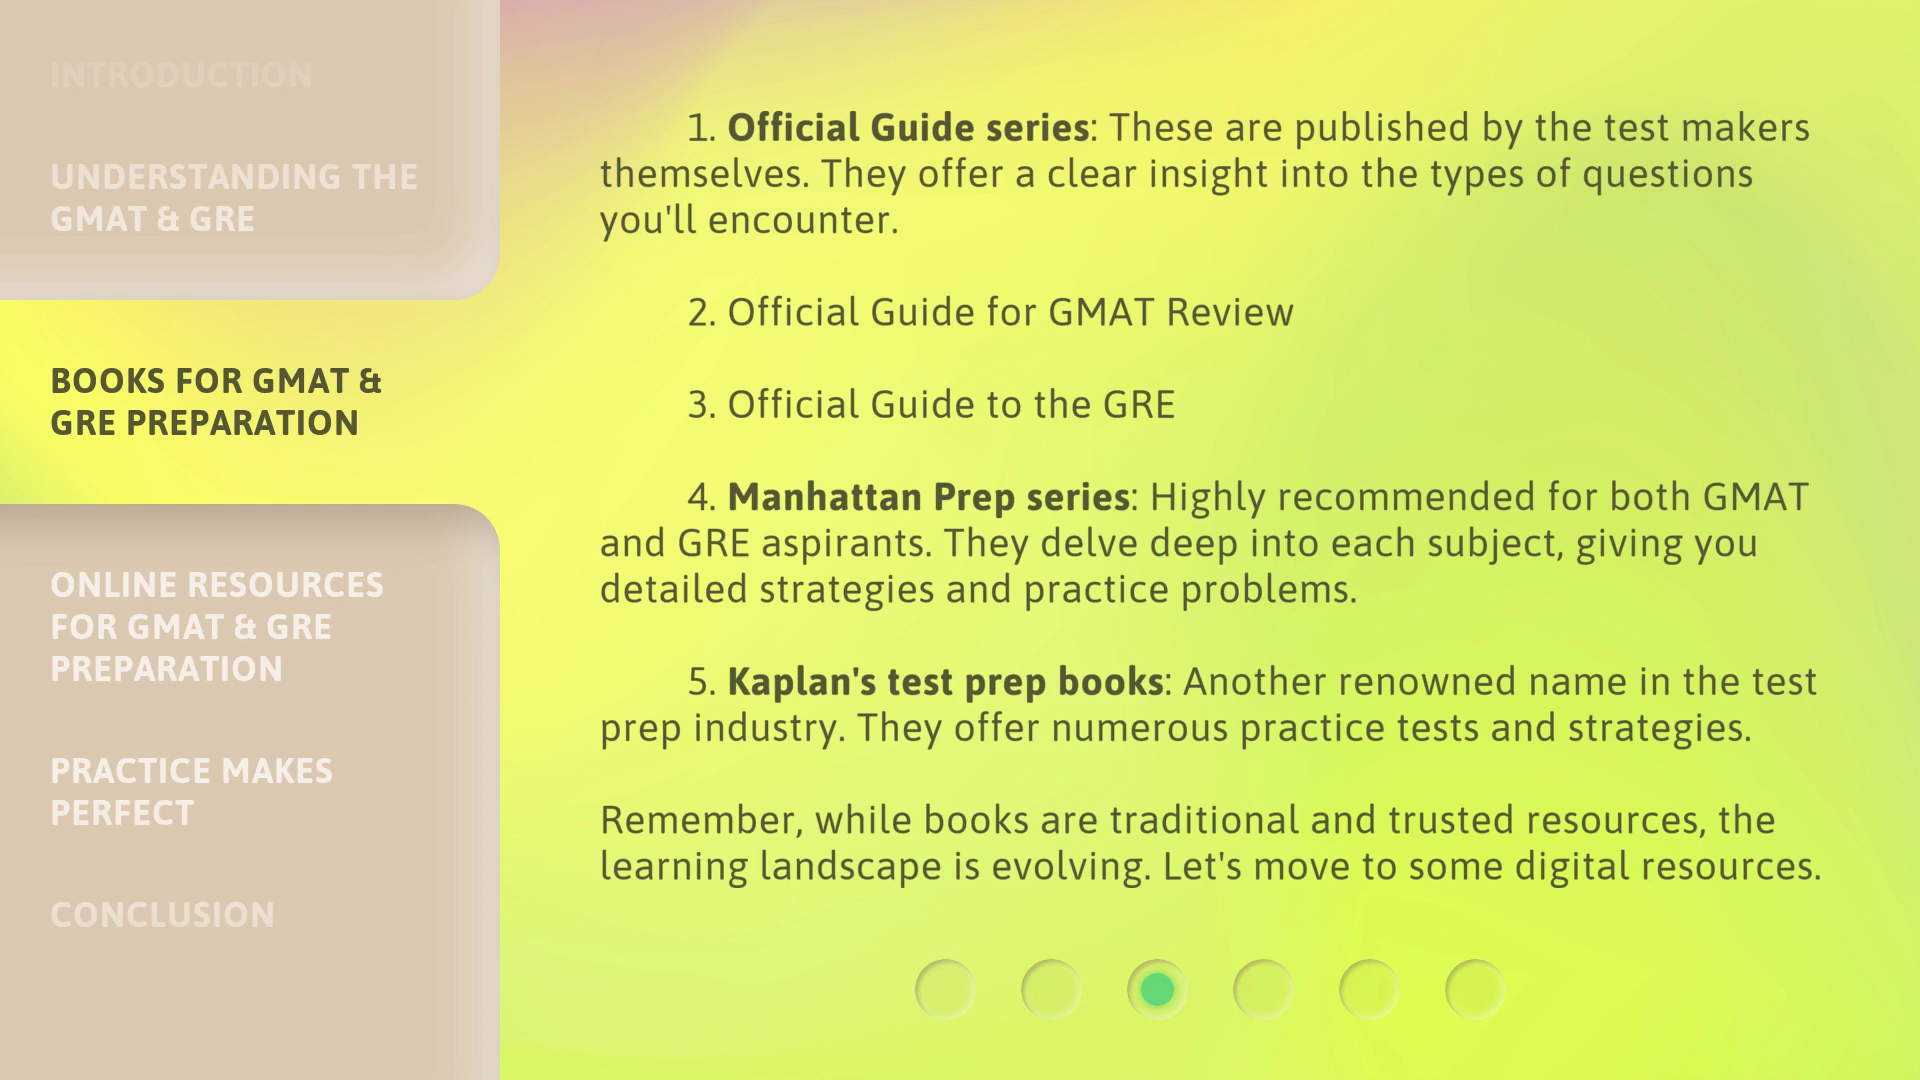 INTRODUCTION
UNDERSTANDING THE
GMAT & GRE
BOOKS FOR GMAT &
GRE PREPARATION
ONLINE RESOURCES
FOR GMAT & GRE
PREPARATION
PRACTICE MAKES
PERFECT
CONCLUSION
1. Official Guide series: These are published by the test makers
themselves. They offer a clear insight into the types of questions
you'll encounter.
2. Official Guide for GMAT Review
3. Official Guide to the GRE
4. Manhattan Prep series: Highly recommended for both GMAT
and GRE aspirants. They delve deep into each subject, giving you
detailed strategies and practice problems.
5. Kaplan's test prep books: Another renowned name in the test
prep industry. They offer numerous practice tests and strategies.
Remember, while books are traditional and trusted resources, the
learning landscape is evolving. Let's move to some digital resources.